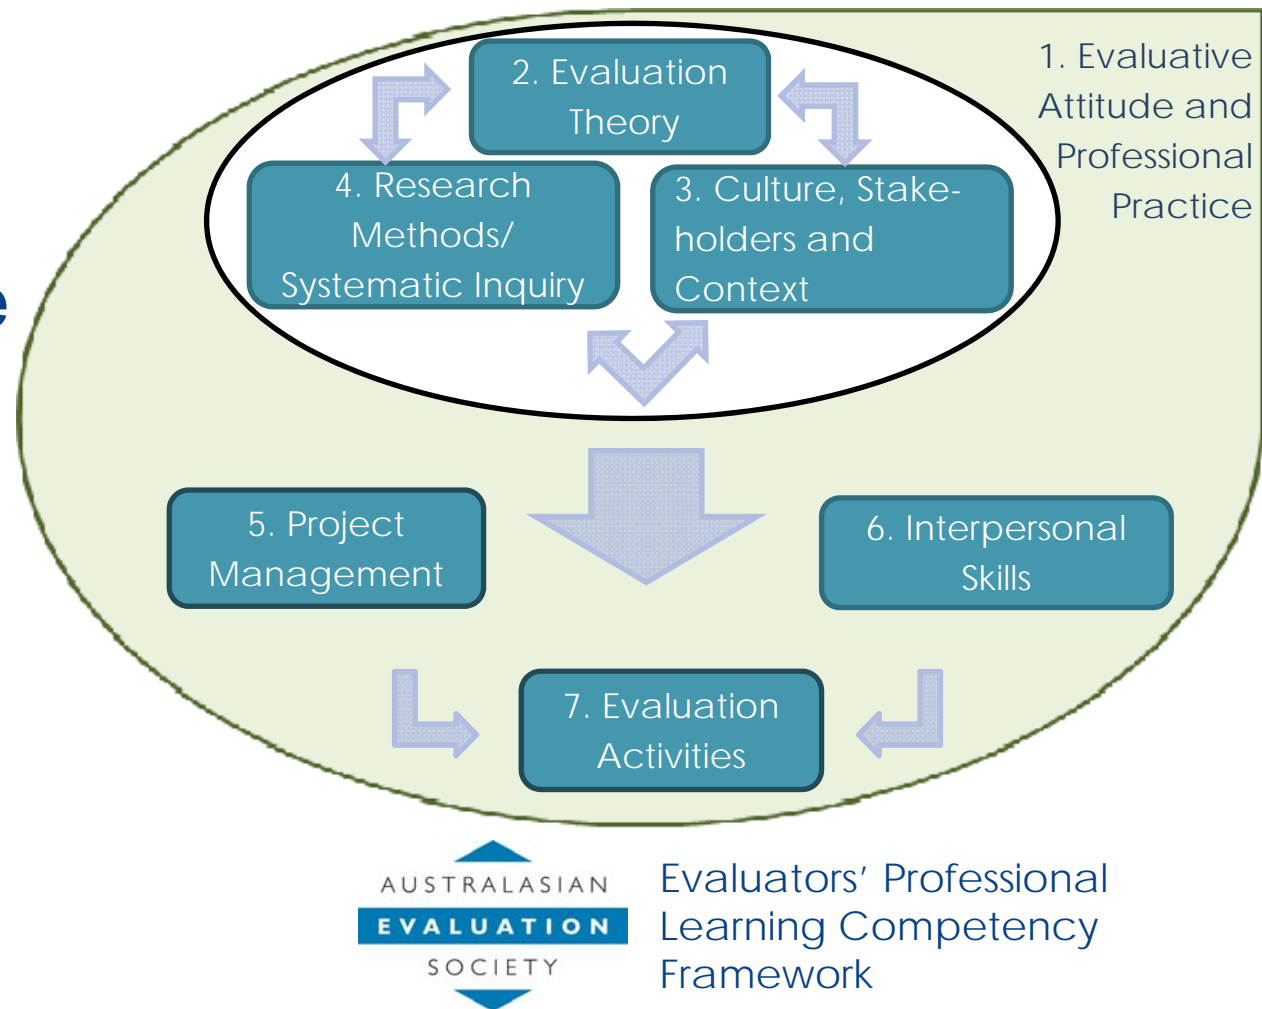 1. Evaluative
Attitude and
Professional
Practice
2. Evaluation
Theory
4. Research
Methods/
Systematic Inquiry
3. Culture, Stake-
holders and
Context
5. Project
Management
6. Interpersonal
Skills
7. Evaluation
Activities
e
AUSTRALASIAN
EVALUATION
SOCIETY
Evaluators’ Professional
Learning Competency
Framework